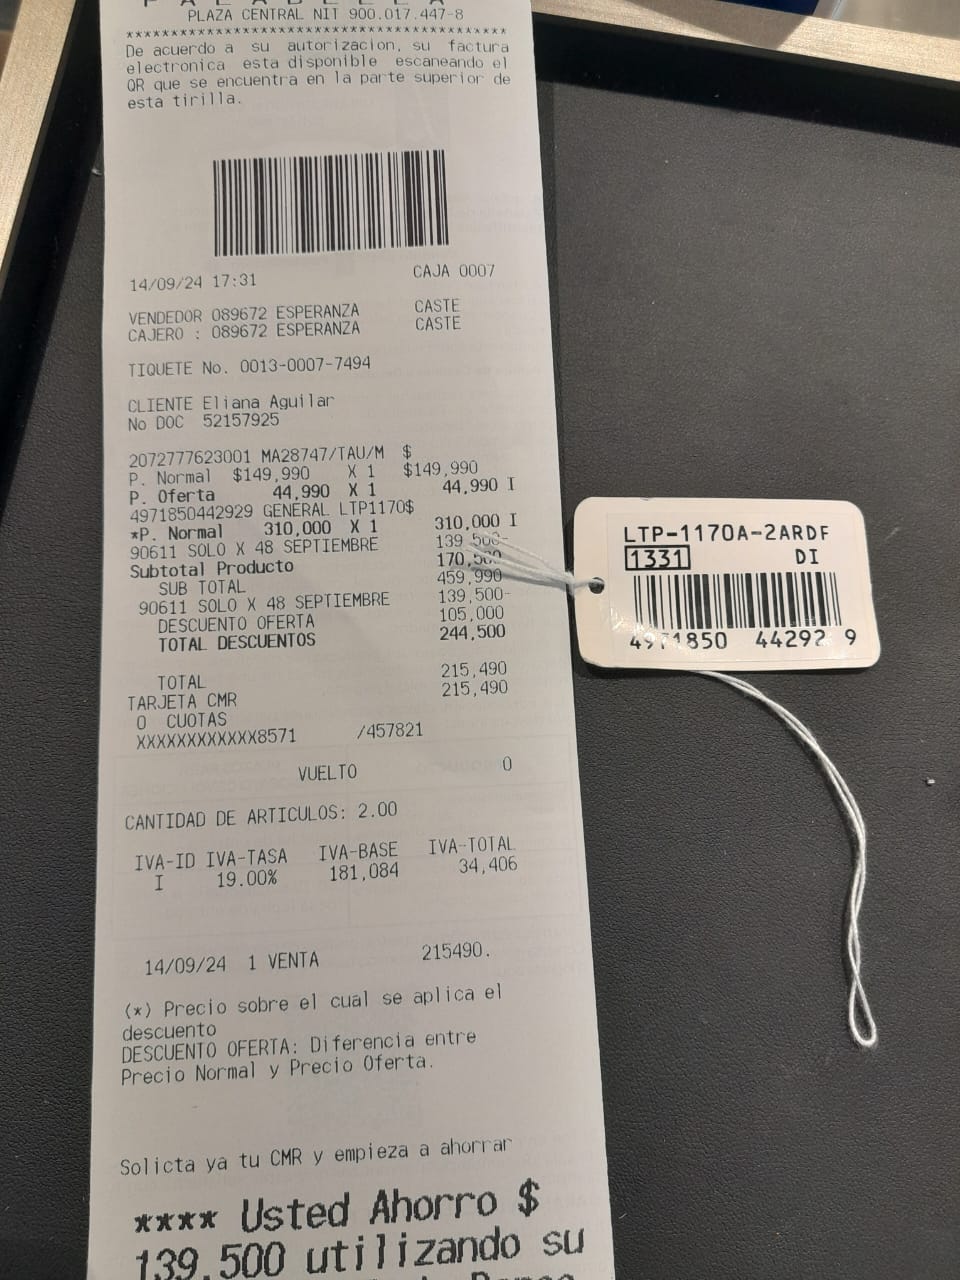 FALABELLA
PLAZA CENTRAL NIT 900.017.447-8
*****************************************
De acuerdo a su autorizacion, su factura
electronica esta disponible escaneando el
QR que se encuentra en la parte superior de
esta tirilla.
14/09/24 17:31 CAJA 0007
VENDEDOR 089672 ESPERANZA CASTE
CAJERO : 089672 ESPERANZA CASTE
TIQUETE No. 0013-0007-7494
CLIENTE Eliana Aguilar
No DOC 52157925
2072777623001 MA28747/TAU/M $
P. Normal $149,990 X 1 $149,990
P. Oferta 44,990 X 1 44,990 I
4971850442929 GENERAL LTP1170$
*P. Normal 310,000 X 1 310,000 I
90611 SOLO X 48 SEPTIEMBRE 139,500-
Subtotal Producto 170,500
SUB TOTAL 459,990
90611 SOLO X 48 SEPTIEMBRE 139,500-
DESCUENTO OFERTA 105,000
TOTAL DESCUENTOS 244,500
TOTAL 215,490
TARJETA CMR 215,490
0 CUOTAS
XXXXXXXXXXXX8571 /457821
VUELTO 0
CANTIDAD DE ARTICULOS: 2.00
IVA-ID IVA-TASA IVA-BASE IVA-TOTAL
I 19.00% 181,084 34,406
14/09/24 1 VENTA 215490.
(*) Precio sobre el cual se aplica el
descuento
DESCUENTO OFERTA: Diferencia entre
Precio Normal y Precio Oferta.
Solicta ya tu CMR y empieza a ahorrar
**** Usted Ahorro $
139,500 utilizando su
LTP-1170A-2ARDF
1331 DI
4971850 44292 9